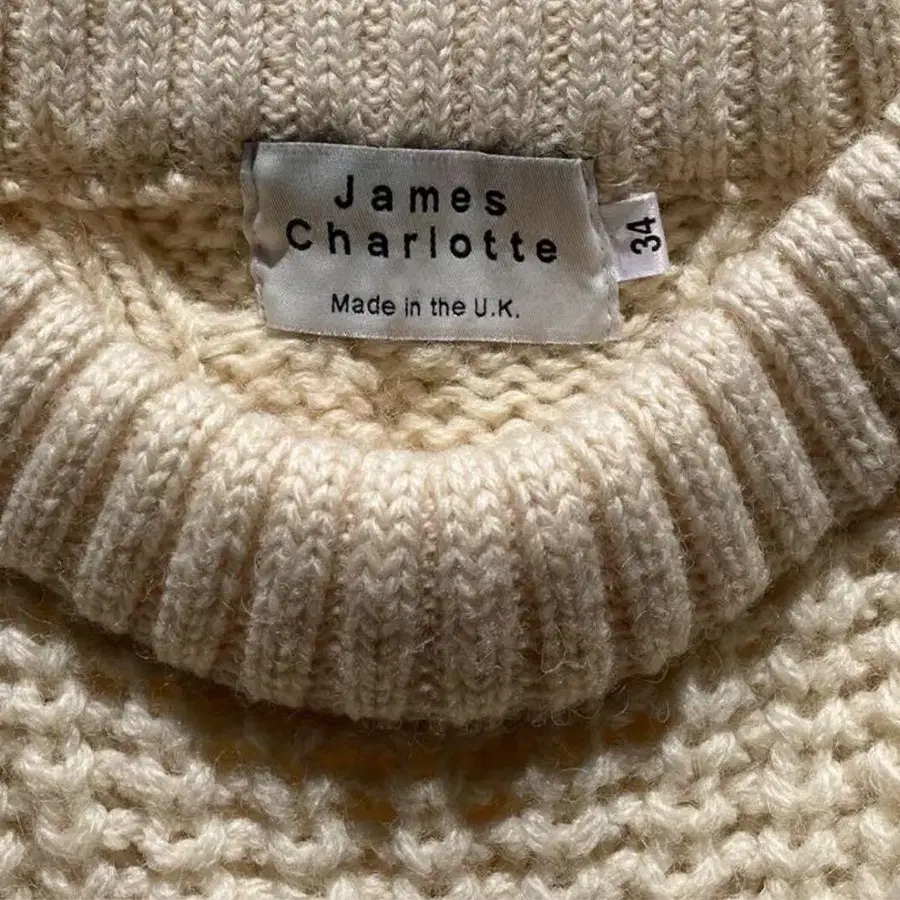 James
Charlotte
Made in the U.K.
34